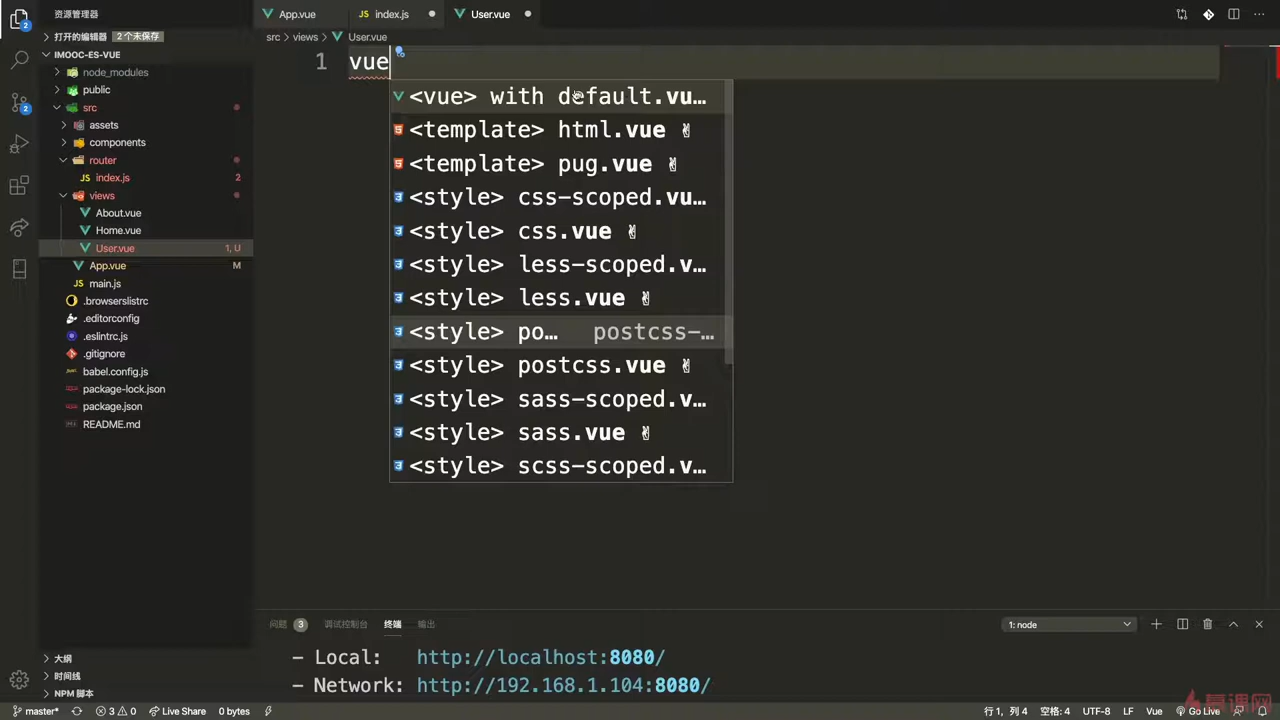 资源管理器
App.vue
index.js
User.vue
打开的编辑器 2 个未保存
src views User.vue
IMOOC-ES-VUE
node_modules
public
src
assets
components
router
index.js 2
views
About.vue
Home.vue
User.vue 1, U
App.vue M
main.js
.browserslistrc
.editorconfig
.eslintrc.js
.gitignore
babel.config.js
package-lock.json
package.json
README.md
大纲
时间线
NPM 脚本
1 vue
<vue> with default.vu…
<template> html.vue ✌
<template> pug.vue ✌
<style> css-scoped.vu…
<style> css.vue ✌
<style> less-scoped.v…
<style> less.vue ✌
<style> po… postcss-…
<style> postcss.vue ✌
<style> sass-scoped.v…
<style> sass.vue ✌
<style> scss-scoped.v…
问题 3 调试控制台 终端 输出
1: node
- Local: http://localhost:8080/
- Network: http://192.168.1.104:8080/
master* 3 0 Live Share 0 bytes
行 1，列 4 空格: 4 UTF-8 LF Vue Go Live
2
2
慕课网